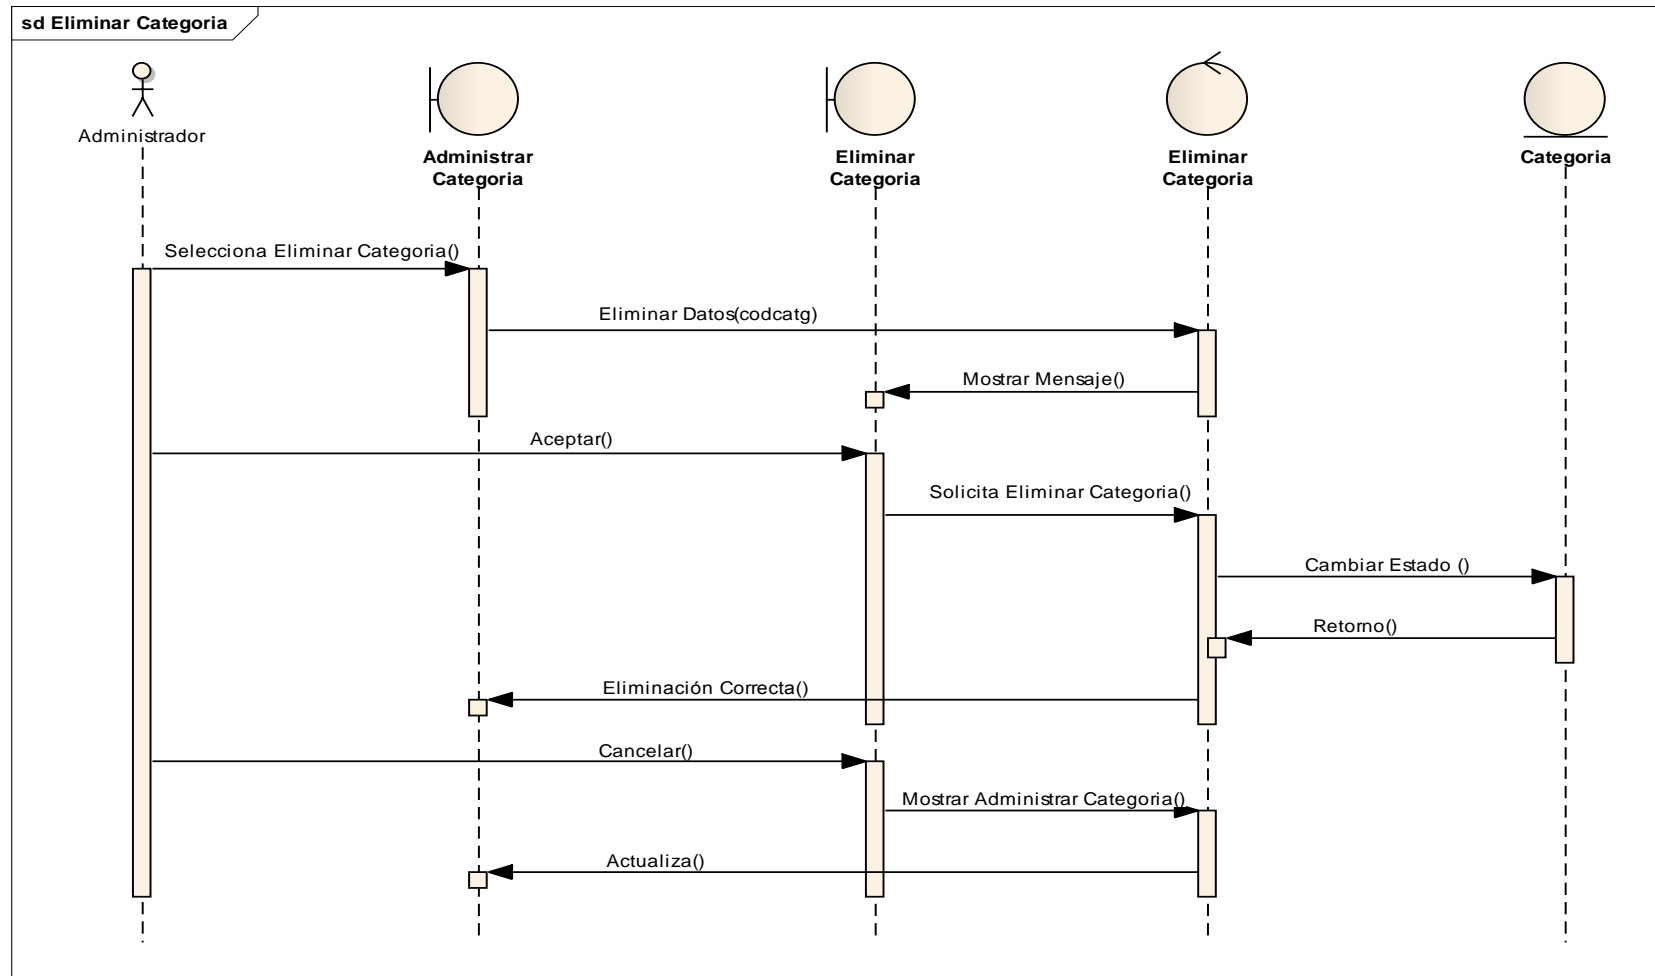 sd Eliminar Categoria
Administrador
Administrar
Categoria
Eliminar
Categoria
Eliminar
Categoria
Categoria
Selecciona Eliminar Categoria()
Eliminar Datos(codcatg)
Mostrar Mensaje()
Aceptar()
Solicita Eliminar Categoria()
Cambiar Estado ()
Retorno()
Eliminación Correcta()
Cancelar()
Mostrar Administrar Categoria()
Actualiza()